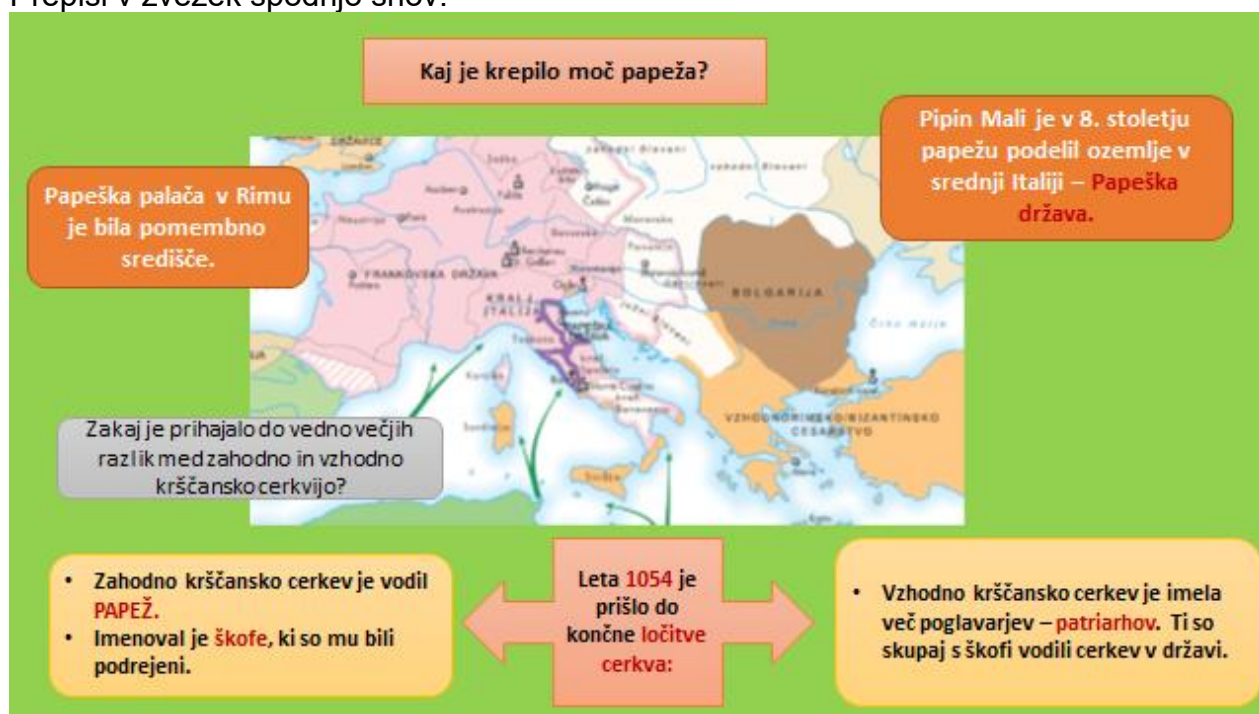 Prepiši v zvezek spodnjo snov.
Kaj je krepilo moč papeža?
Pipin Mali je v 8. stoletju
papežu podelil ozemlje v
srednji Italiji – Papeška
država.
Papeška palača v Rimu
je bila pomembno
središče.
FRANKOVSKA DRŽAVA
KRALJ.
ITALIJA
BOLGARIJA
Črno morje
Korzika
Sardinija
Sicilija
VZHODNORIMSKO/BIZANTINSKO
CESARSTVO
Zakaj je prihajalo do vedno večjih
razlik med zahodno in vzhodno
krščansko cerkvijo?
• Zahodno krščansko cerkev je vodil
PAPEŽ.
• Imenoval je škofe, ki so mu bili
podrejeni.
Leta 1054 je
prišlo do
končne ločitve
cerkva:
• Vzhodno krščansko cerkev je imela
več poglavarjev – patriarhov. Ti so
skupaj s škofi vodili cerkev v državi.